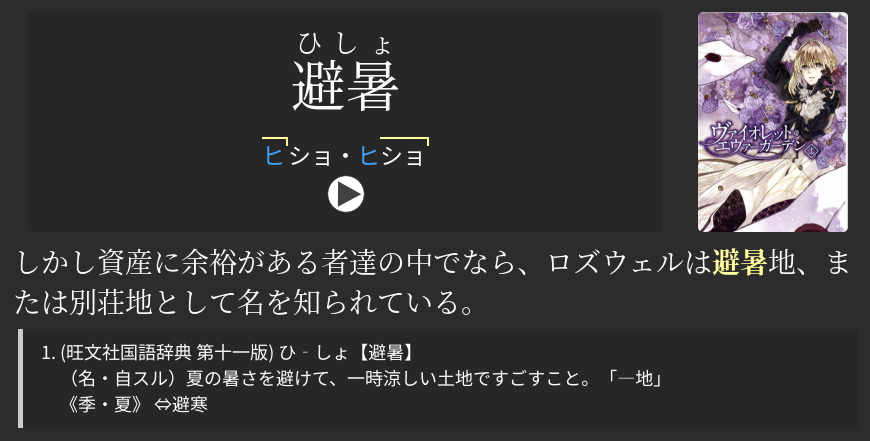 ひしょ
避暑
ヒショ・ヒショ
ヴァイオレット・
エヴァーガーデン 上
しかし資産に余裕がある者達の中でなら、ロズウェルは避暑地、ま
たは別荘地として名を知られている。
1. (旺文社国語辞典 第十一版) ひ‐しょ【避暑】
（名・自スル）夏の暑さを避けて、一時涼しい土地ですごすこと。「―地」
《季・夏》 ⇔避寒